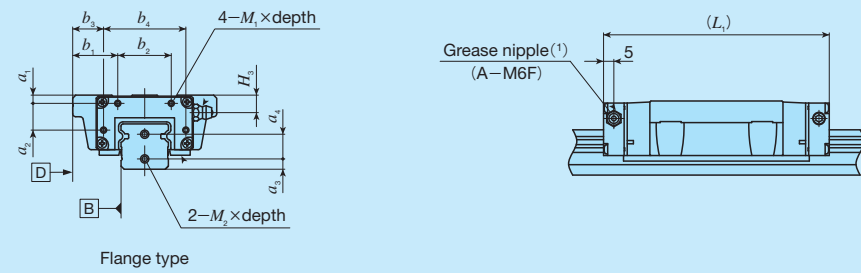 b₃
b₄
4−M₁×depth
b₁
b₂
a₁
H₃
a₄
a₂
a₃
D
B
2−M₂×depth
Flange type
(L₁)
Grease nipple(¹)
5
(A−M6F)